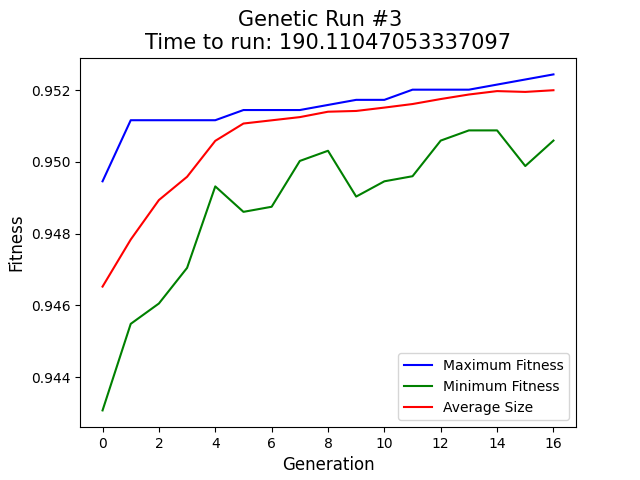 Genetic Run #3
Time to run: 190.11047053337097
0.952
0.950
0.948
0.946
0.944
Fitness
0 2 4 6 8 10 12 14 16
Generation
Maximum Fitness
Minimum Fitness
Average Size